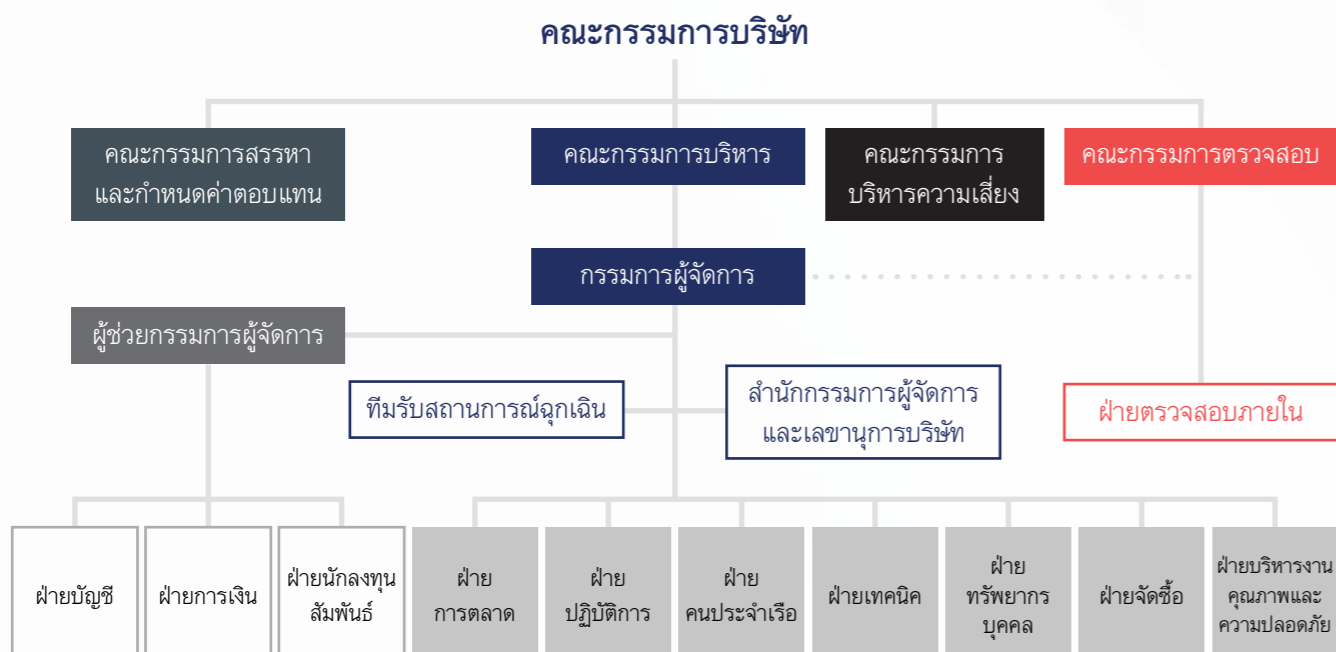 คณะกรรมการบริษัท
คณะกรรมการสรรหา
และกำหนดค่าตอบแทน
คณะกรรมการบริหาร
คณะกรรมการ
บริหารความเสี่ยง
คณะกรรมการตรวจสอบ
กรรมการผู้จัดการ
ผู้ช่วยกรรมการผู้จัดการ
ทีมรับสถานการณ์ฉุกเฉิน
สำนักกรรมการผู้จัดการ
และเลขานุการบริษัท
ฝ่ายตรวจสอบภายใน
ฝ่ายบัญชี
ฝ่ายการเงิน
ฝ่ายนักลงทุน
สัมพันธ์
ฝ่าย
การตลาด
ฝ่าย
ปฏิบัติการ
ฝ่าย
คนประจำเรือ
ฝ่ายเทคนิค
ฝ่าย
ทรัพยากร
บุคคล
ฝ่ายจัดซื้อ
ฝ่ายบริหารงาน
คุณภาพและ
ความปลอดภัย